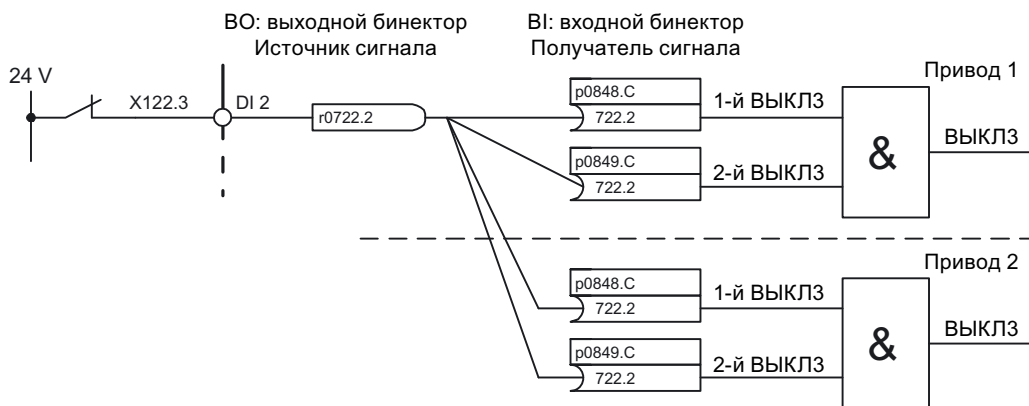 BO: выходной бинектор
Источник сигнала
BI: входной бинектор
Получатель сигнала
24 V
X122.3
DI 2
r0722.2
Привод 1
p0848.C
722.2
1-й ВЫКЛ3
p0849.C
722.2
2-й ВЫКЛ3
&
ВЫКЛ3
Привод 2
p0848.C
722.2
1-й ВЫКЛ3
p0849.C
722.2
2-й ВЫКЛ3
&
ВЫКЛ3